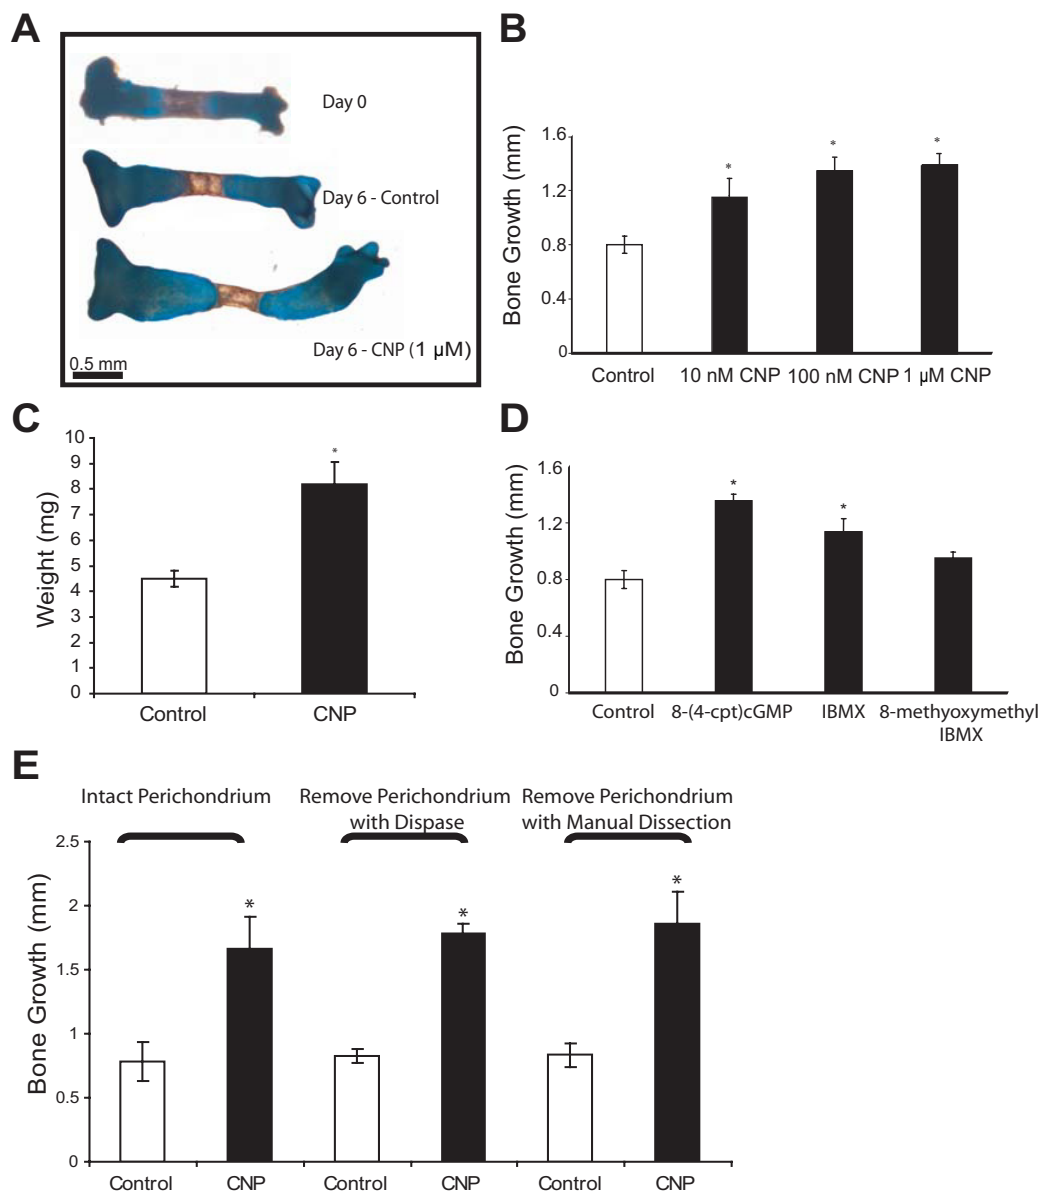 A
Day 0
Day 6 - Control
Day 6 - CNP (1 µM)
0.5 mm
B
Bone Growth (mm)
1.6
1.2
0.8
0.4
0
*
*
*
Control
10 nM CNP
100 nM CNP
1 µM CNP
C
Weight (mg)
10
9
8
7
6
5
4
3
2
1
0
*
Control
CNP
D
Bone Growth (mm)
1.6
1.2
0.8
0.4
0
*
*
Control
8-(4-cpt)cGMP
IBMX
8-methyoxymethyl
IBMX
E
Intact Perichondrium
Remove Perichondrium
with Dispase
Remove Perichondrium
with Manual Dissection
Bone Growth (mm)
2.5
2
1.5
1
0.5
0
*
*
*
Control
CNP
Control
CNP
Control
CNP